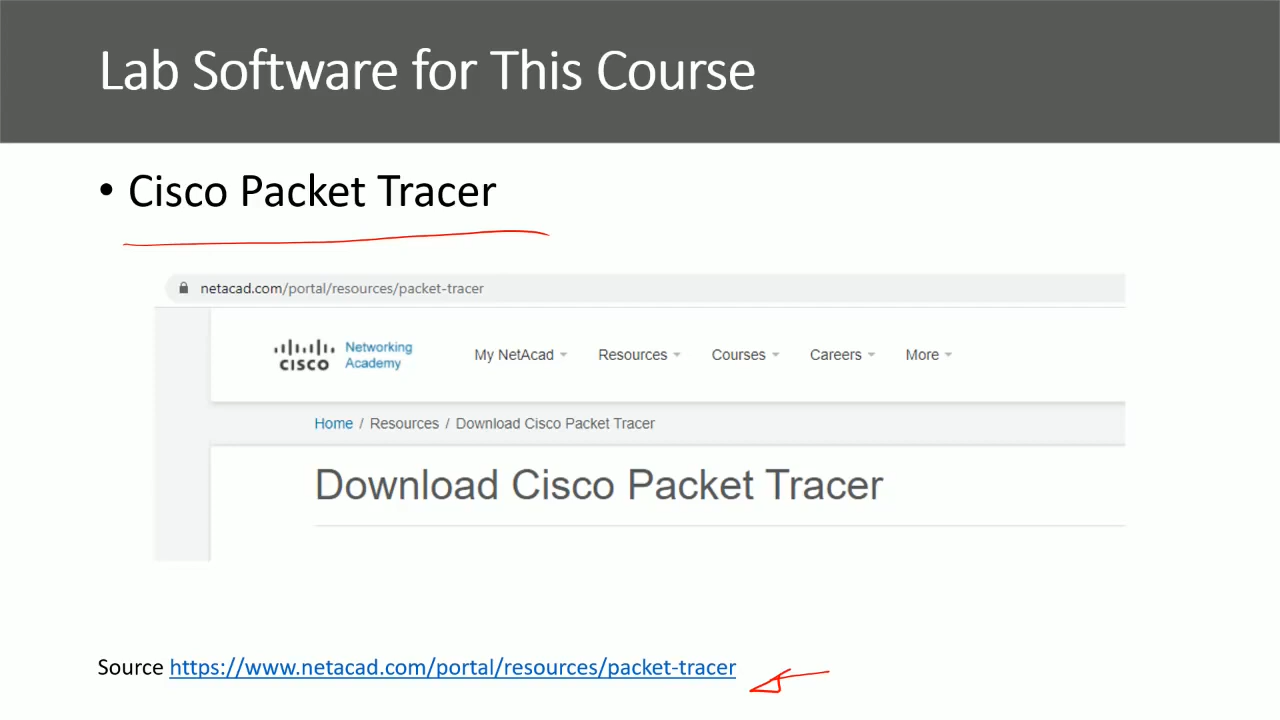 Lab Software for This Course
• Cisco Packet Tracer
netacad.com/portal/resources/packet-tracer
CISCO Networking Academy
My NetAcad Resources Courses Careers More
Home / Resources / Download Cisco Packet Tracer
Download Cisco Packet Tracer
Source https://www.netacad.com/portal/resources/packet-tracer